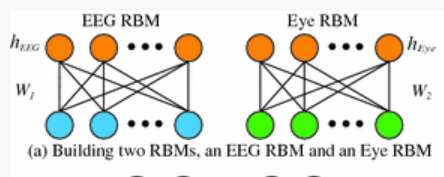 EEG RBM Eye RBM
h_EEG h_Eye
W_1 W_2
(a) Building two RBMs, an EEG RBM and an Eye RBM